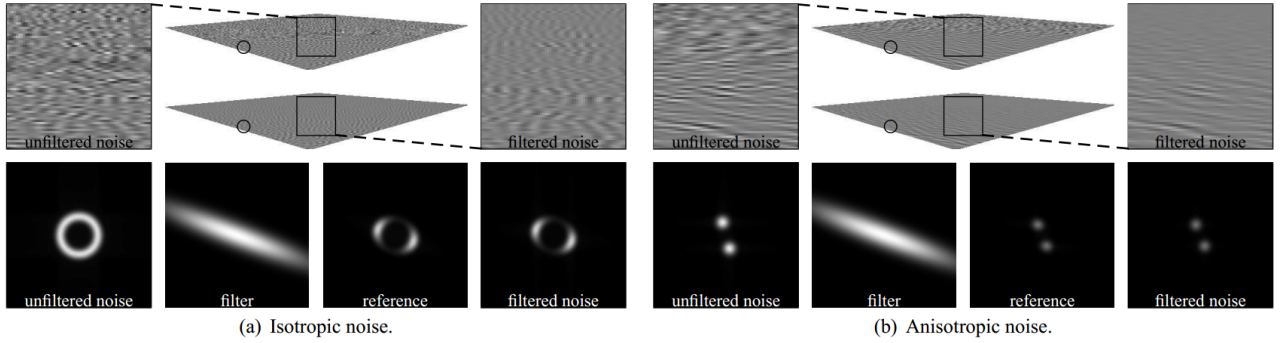 unfiltered noise
filtered noise
unfiltered noise
filtered noise
unfiltered noise
filter
reference
filtered noise
unfiltered noise
filter
reference
filtered noise
(a) Isotropic noise.
(b) Anisotropic noise.